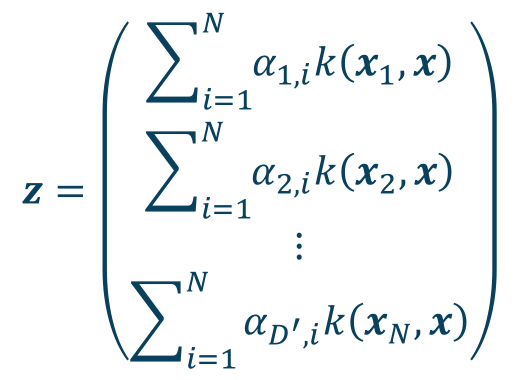 z = ( ∑_{i=1}^{N} α_{1,i} k(x_1, x)
∑_{i=1}^{N} α_{2,i} k(x_2, x)
⋮
∑_{i=1}^{N} α_{D′,i} k(x_N, x) )